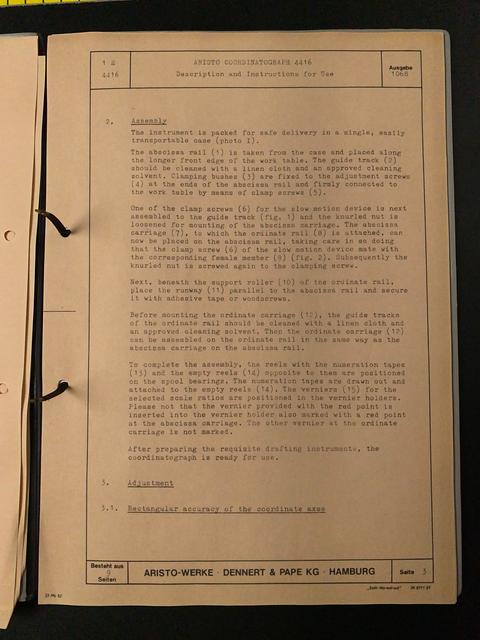 1 E
4416
ARISTO COORDINATOGRAPH 4416
Description and Instructions for Use
Ausgabe
1068
2. Assembly
The instrument is packed for safe delivery in a single, easily
transportable case (photo I).
The abscissa rail (1) is taken from the case and placed along
the longer front edge of the work table. The guide track (2)
should be cleaned with a linen cloth and an approved cleaning
solvent. Clamping bushes (3) are fixed to the adjustment screws
(4) at the ends of the abscissa rail and firmly connected to
the work table by means of clamp screws (5).
One of the clamp screws (6) for the slow motion device is next
assembled to the guide track (fig. 1) and the knurled nut is
loosened for mounting of the abscissa carriage. The abscissa
carriage (7), to which the ordinate rail (8) is attached, can
now be placed on the abscissa rail, taking care in so doing
that the clamp screw (6) of the slow motion device mate with
the corresponding female member (9) (fig. 2). Subsequently the
knurled nut is screwed again to the clamping screw.
Next, beneath the support roller (10) of the ordinate rail,
place the runway (11) parallel to the abscissa rail and secure
it with adhesive tape or woodscrews.
Before mounting the ordinate carriage (12), the guide tracks
of the ordinate rail should be cleaned with a linen cloth and
an approved cleaning solvent. Then the ordinate carriage (12)
can be assembled on the ordinate rail in the same way as the
abscissa carriage on the abscissa rail.
To complete the assembly, the reels with the numeration tapes
(13) and the empty reels (14) opposite to them are positioned
on the spool bearings. The numeration tapes are drawn out and
attached to the empty reels (14). The verniers (15) for the
selected scale ratios are positioned in the vernier holders.
Please not that the vernier provided with the red point is
inserted into the vernier holder also marked with a red point
at the abscissa carriage. The other vernier at the ordinate
carriage is not marked.
After preparing the requisite drafting instruments, the
coordinatograph is ready for use.
3. Adjustment
3.1. Rectangular accuracy of the coordinate axes
Besteht aus
9
Seiten
ARISTO-WERKE · DENNERT & PAPE KG · HAMBURG
Seite 3